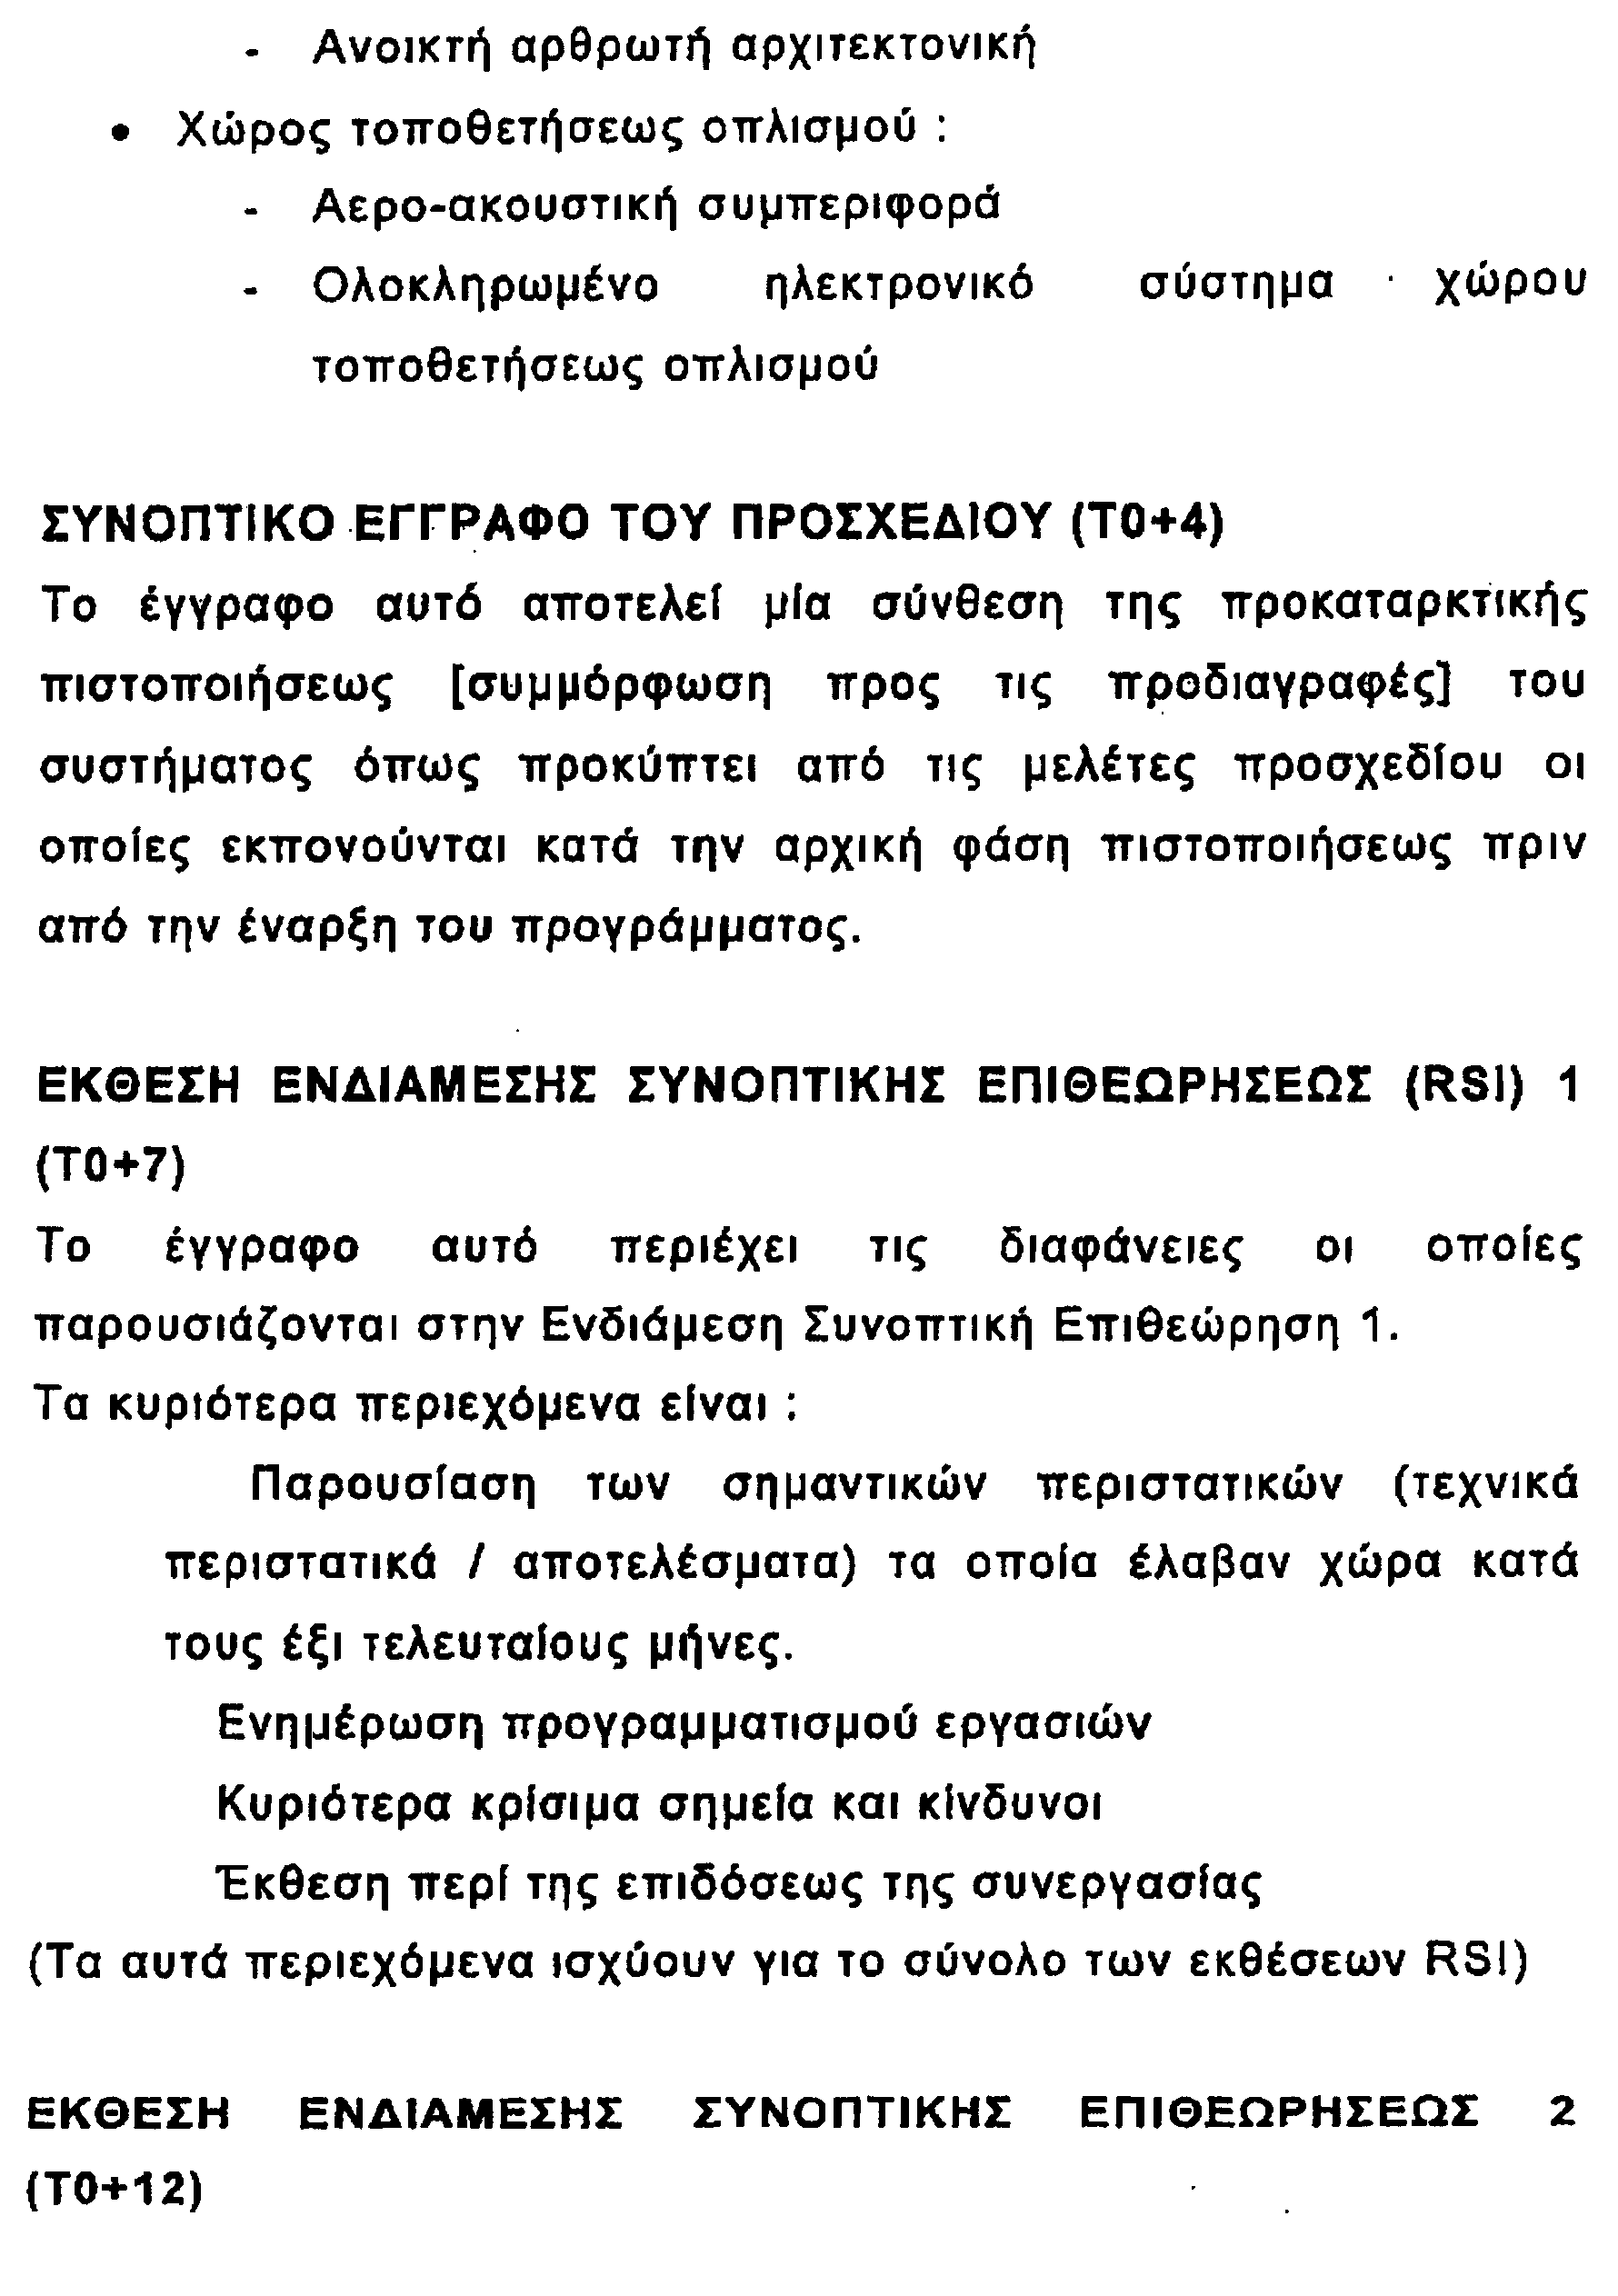 - Ανοικτή αρθρωτή αρχιτεκτονική
• Χώρος τοποθετήσεως οπλισμού :
- Αερο-ακουστική συμπεριφορά
- Ολοκληρωμένο ηλεκτρονικό σύστημα χώρου
τοποθετήσεως οπλισμού
ΣΥΝΟΠΤΙΚΟ ΕΓΓΡΑΦΟ ΤΟΥ ΠΡΟΣΧΕΔΙΟΥ (Τ0+4)
Το έγγραφο αυτό αποτελεί μία σύνθεση της προκαταρκτικής
πιστοποιήσεως [συμμόρφωση προς τις προδιαγραφές] του
συστήματος όπως προκύπτει από τις μελέτες προσχεδίου οι
οποίες εκπονούνται κατά την αρχική φάση πιστοποιήσεως πριν
από την έναρξη του προγράμματος.
ΕΚΘΕΣΗ ΕΝΔΙΑΜΕΣΗΣ ΣΥΝΟΠΤΙΚΗΣ ΕΠΙΘΕΩΡΗΣΕΩΣ (RSI) 1
(Τ0+7)
Το έγγραφο αυτό περιέχει τις διαφάνειες οι οποίες
παρουσιάζονται στην Ενδιάμεση Συνοπτική Επιθεώρηση 1.
Τα κυριότερα περιεχόμενα είναι :
Παρουσίαση των σημαντικών περιστατικών (τεχνικά
περιστατικά / αποτελέσματα) τα οποία έλαβαν χώρα κατά
τους έξι τελευταίους μήνες.
Ενημέρωση προγραμματισμού εργασιών
Κυριότερα κρίσιμα σημεία και κίνδυνοι
Έκθεση περί της επιδόσεως της συνεργασίας
(Τα αυτά περιεχόμενα ισχύουν για το σύνολο των εκθέσεων RSI)
ΕΚΘΕΣΗ ΕΝΔΙΑΜΕΣΗΣ ΣΥΝΟΠΤΙΚΗΣ ΕΠΙΘΕΩΡΗΣΕΩΣ 2
(Τ0+12)